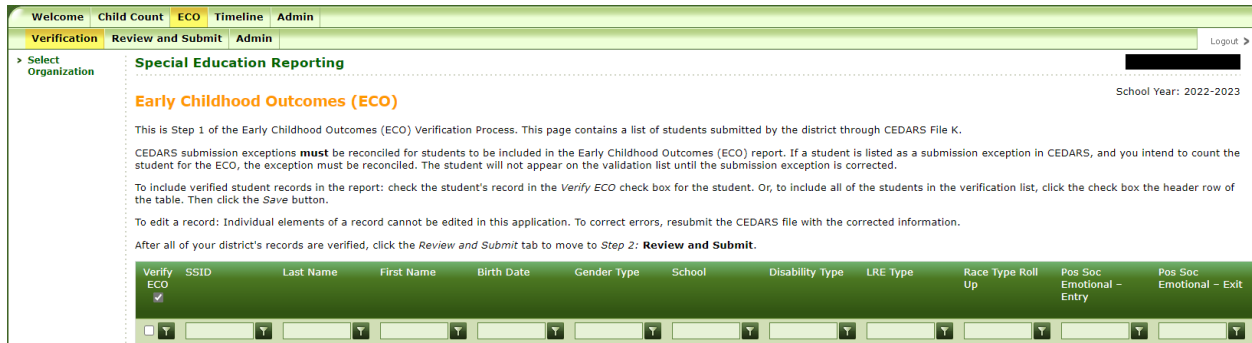 Welcome Child Count ECO Timeline Admin
Verification Review and Submit Admin
Logout >
> Select
Organization
Special Education Reporting
School Year: 2022-2023
Early Childhood Outcomes (ECO)
This is Step 1 of the Early Childhood Outcomes (ECO) Verification Process. This page contains a list of students submitted by the district through CEDARS File K.
CEDARS submission exceptions must be reconciled for students to be included in the Early Childhood Outcomes (ECO) report. If a student is listed as a submission exception in CEDARS, and you intend to count the
student for the ECO, the exception must be reconciled. The student will not appear on the validation list until the submission exception is corrected.
To include verified student records in the report: check the student's record in the Verify ECO check box for the student. Or, to include all of the students in the verification list, click the check box the header row of
the table. Then click the Save button.
To edit a record: Individual elements of a record cannot be edited in this application. To correct errors, resubmit the CEDARS file with the corrected information.
After all of your district's records are verified, click the Review and Submit tab to move to Step 2: Review and Submit.
Verify SSID Last Name First Name Birth Date Gender Type School Disability Type LRE Type Race Type Roll Pos Soc Pos Soc
ECO Up Emotional – Emotional – Exit
Entry